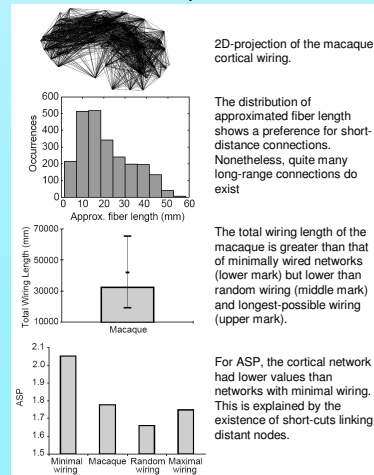 2D-projection of the macaque
cortical wiring.
600
500
400
300
200
100
0
Occurrences
0 10 20 30 40 50 60
Approx. fiber length (mm)
The distribution of
approximated fiber length
shows a preference for short-
distance connections.
Nonetheless, quite many
long-range connections do
exist
70000
50000
30000
10000
Total Wiring Length (mm)
Macaque
The total wiring length of the
macaque is greater than that
of minimally wired networks
(lower mark) but lower than
random wiring (middle mark)
and longest-possible wiring
(upper mark).
2.1
2.0
1.9
1.8
1.7
1.6
1.5
ASP
Minimal Macaque Random Maximal
wiring wiring wiring
For ASP, the cortical network
had lower values than
networks with minimal wiring.
This is explained by the
existence of short-cuts linking
distant nodes.